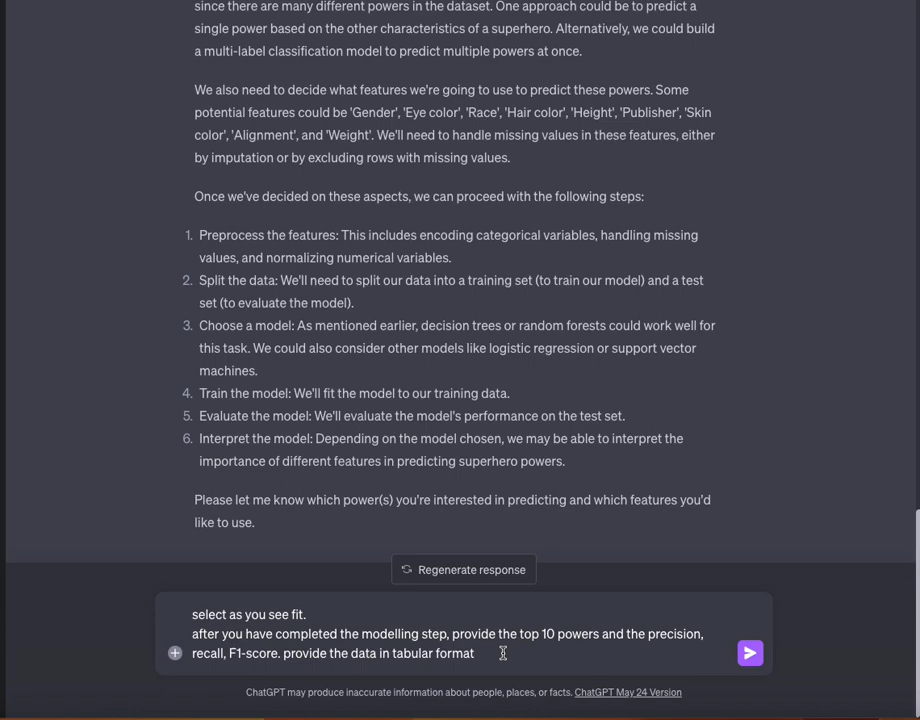 since there are many different powers in the dataset. One approach could be to predict a
single power based on the other characteristics of a superhero. Alternatively, we could build
a multi-label classification model to predict multiple powers at once.
We also need to decide what features we're going to use to predict these powers. Some
potential features could be 'Gender', 'Eye color', 'Race', 'Hair color', 'Height', 'Publisher', 'Skin
color', 'Alignment', and 'Weight'. We'll need to handle missing values in these features, either
by imputation or by excluding rows with missing values.
Once we've decided on these aspects, we can proceed with the following steps:
1. Preprocess the features: This includes encoding categorical variables, handling missing
values, and normalizing numerical variables.
2. Split the data: We'll need to split our data into a training set (to train our model) and a test
set (to evaluate the model).
3. Choose a model: As mentioned earlier, decision trees or random forests could work well for
this task. We could also consider other models like logistic regression or support vector
machines.
4. Train the model: We'll fit the model to our training data.
5. Evaluate the model: We'll evaluate the model's performance on the test set.
6. Interpret the model: Depending on the model chosen, we may be able to interpret the
importance of different features in predicting superhero powers.
Please let me know which power(s) you're interested in predicting and which features you'd
like to use.
Regenerate response
select as you see fit.
after you have completed the modelling step, provide the top 10 powers and the precision,
recall, F1-score. provide the data in tabular format
ChatGPT may produce inaccurate information about people, places, or facts. ChatGPT May 24 Version